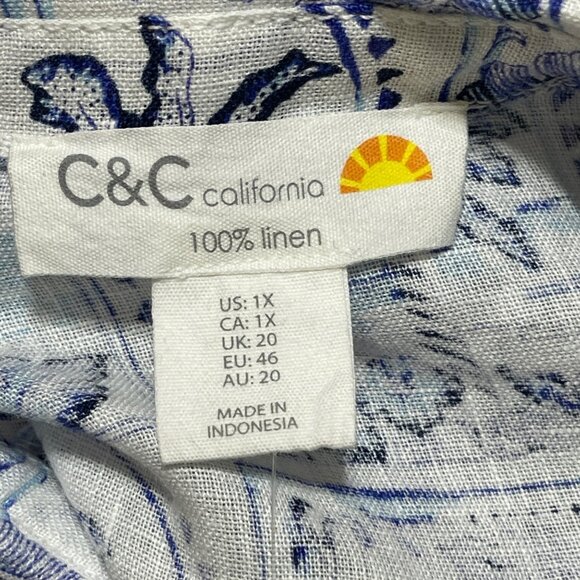 C&C california
100% linen
US: 1X
CA: 1X
UK: 20
EU: 46
AU: 20
MADE IN
INDONESIA